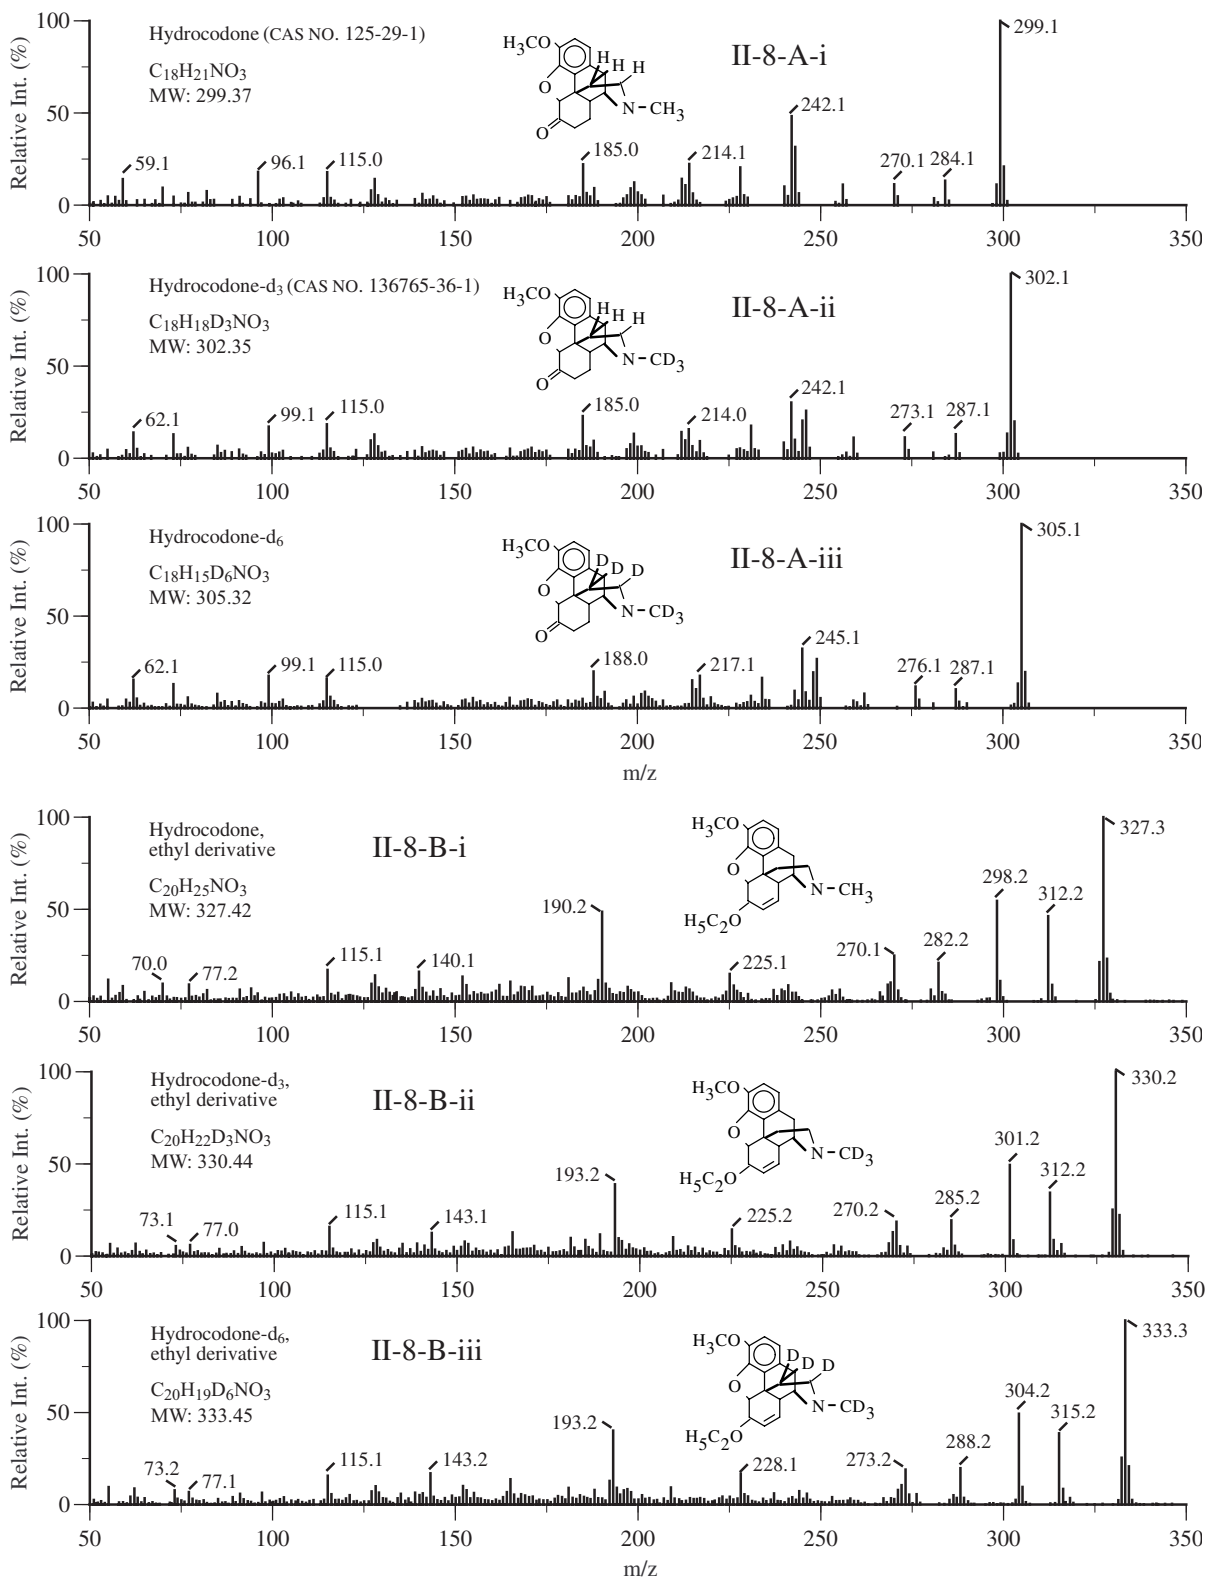 Relative Int. (%)
100
50
0
Hydrocodone (CAS NO. 125-29-1)
C₁₈H₂₁NO₃
MW: 299.37
H₃CO
H
H
H
O
N
CH₃
O
II-8-A-i
59.1
96.1
115.0
185.0
214.1
242.1
270.1
284.1
299.1
50
100
150
200
250
300
350
Relative Int. (%)
100
50
0
Hydrocodone-d₃ (CAS NO. 136765-36-1)
C₁₈H₁₈D₃NO₃
MW: 302.35
H₃CO
H
H
H
O
N
CD₃
O
II-8-A-ii
62.1
99.1
115.0
185.0
214.0
242.1
273.1
287.1
302.1
50
100
150
200
250
300
350
Relative Int. (%)
100
50
0
Hydrocodone-d₆
C₁₈H₁₅D₆NO₃
MW: 305.32
H₃CO
D
D
D
O
N
CD₃
O
II-8-A-iii
62.1
99.1
115.0
188.0
217.1
245.1
276.1
287.1
305.1
50
100
150
200
250
300
350
m/z
Relative Int. (%)
100
50
0
Hydrocodone,
ethyl derivative
C₂₀H₂₅NO₃
MW: 327.42
II-8-B-i
H₃CO
O
N
CH₃
H₅C₂O
70.0
77.2
115.1
140.1
190.2
225.1
270.1
282.2
298.2
312.2
327.3
50
100
150
200
250
300
350
Relative Int. (%)
100
50
0
Hydrocodone-d₃,
ethyl derivative
C₂₀H₂₂D₃NO₃
MW: 330.44
II-8-B-ii
H₃CO
O
N
CD₃
H₅C₂O
73.1
77.0
115.1
143.1
193.2
225.2
270.2
285.2
301.2
312.2
330.2
50
100
150
200
250
300
350
Relative Int. (%)
100
50
0
Hydrocodone-d₆,
ethyl derivative
C₂₀H₁₉D₆NO₃
MW: 333.45
II-8-B-iii
H₃CO
D
D
D
O
N
CD₃
H₅C₂O
73.2
77.1
115.1
143.2
193.2
228.1
273.2
288.2
304.2
315.2
333.3
50
100
150
200
250
300
350
m/z